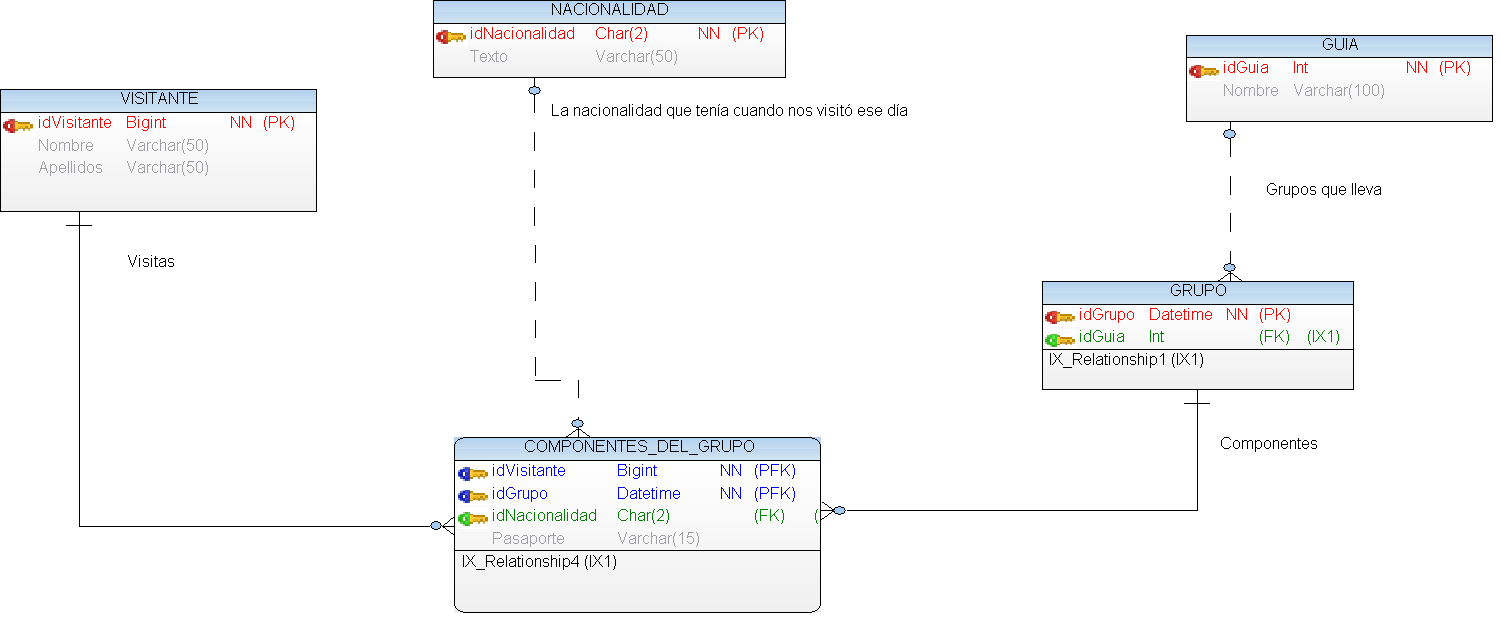 NACIONALIDAD
idNacionalidad Char(2) NN (PK)
Texto Varchar(50)
La nacionalidad que tenía cuando nos visitó ese día
GUIA
idGuia Int NN (PK)
Nombre Varchar(100)
Grupos que lleva
VISITANTE
idVisitante Bigint NN (PK)
Nombre Varchar(50)
Apellidos Varchar(50)
Visitas
GRUPO
idGrupo Datetime NN (PK)
idGuia Int (FK) (IX1)
IX_Relationship1 (IX1)
Componentes
COMPONENTES_DEL_GRUPO
idVisitante Bigint NN (PFK)
idGrupo Datetime NN (PFK)
idNacionalidad Char(2) (FK) (
Pasaporte Varchar(15)
IX_Relationship4 (IX1)